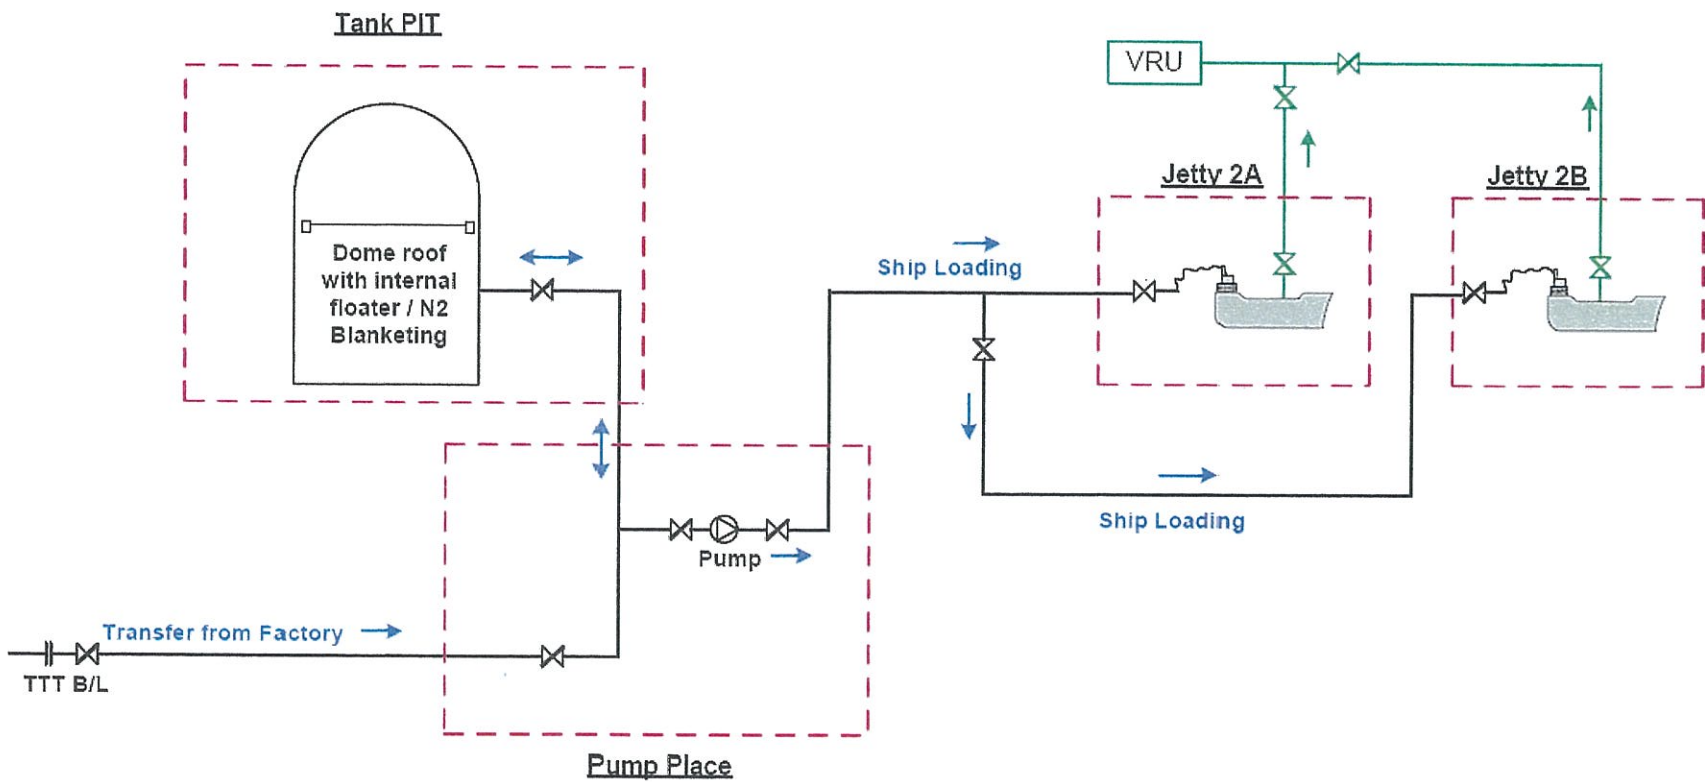 Tank PIT
VRU
Jetty 2A
Jetty 2B
Dome roof
with internal
floater / N2
Blanketing
Ship Loading
Ship Loading
Pump
Transfer from Factory
TTT B/L
Pump Place